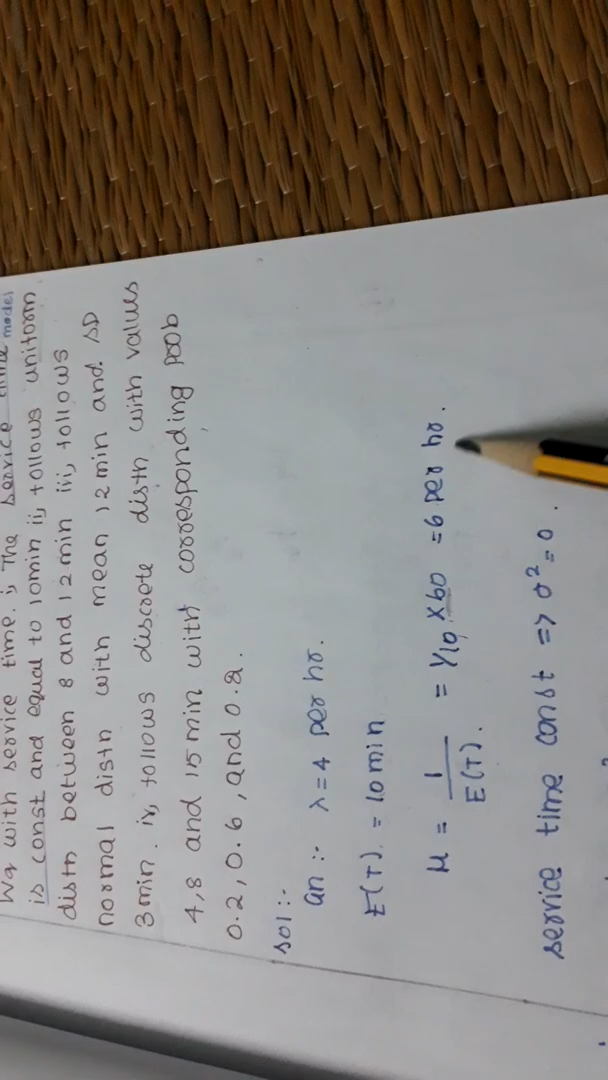 Wq with service time. i, The service time model
is const and equal to 10min ii, follows uniform
distn between 8 and 12 min iii, follows
normal distn with mean 12 min and SD
3min. iv, follows discrete distn with values
4,8 and 15 min with corresponding poob
0.2, 0.6, and 0.2.
sol:-
Gn :- λ = 4 per hr.
E(T). = 10 min
μ = 1/E(T). = 1/10 × 60 = 6 per hr.
service time const => σ² = 0.